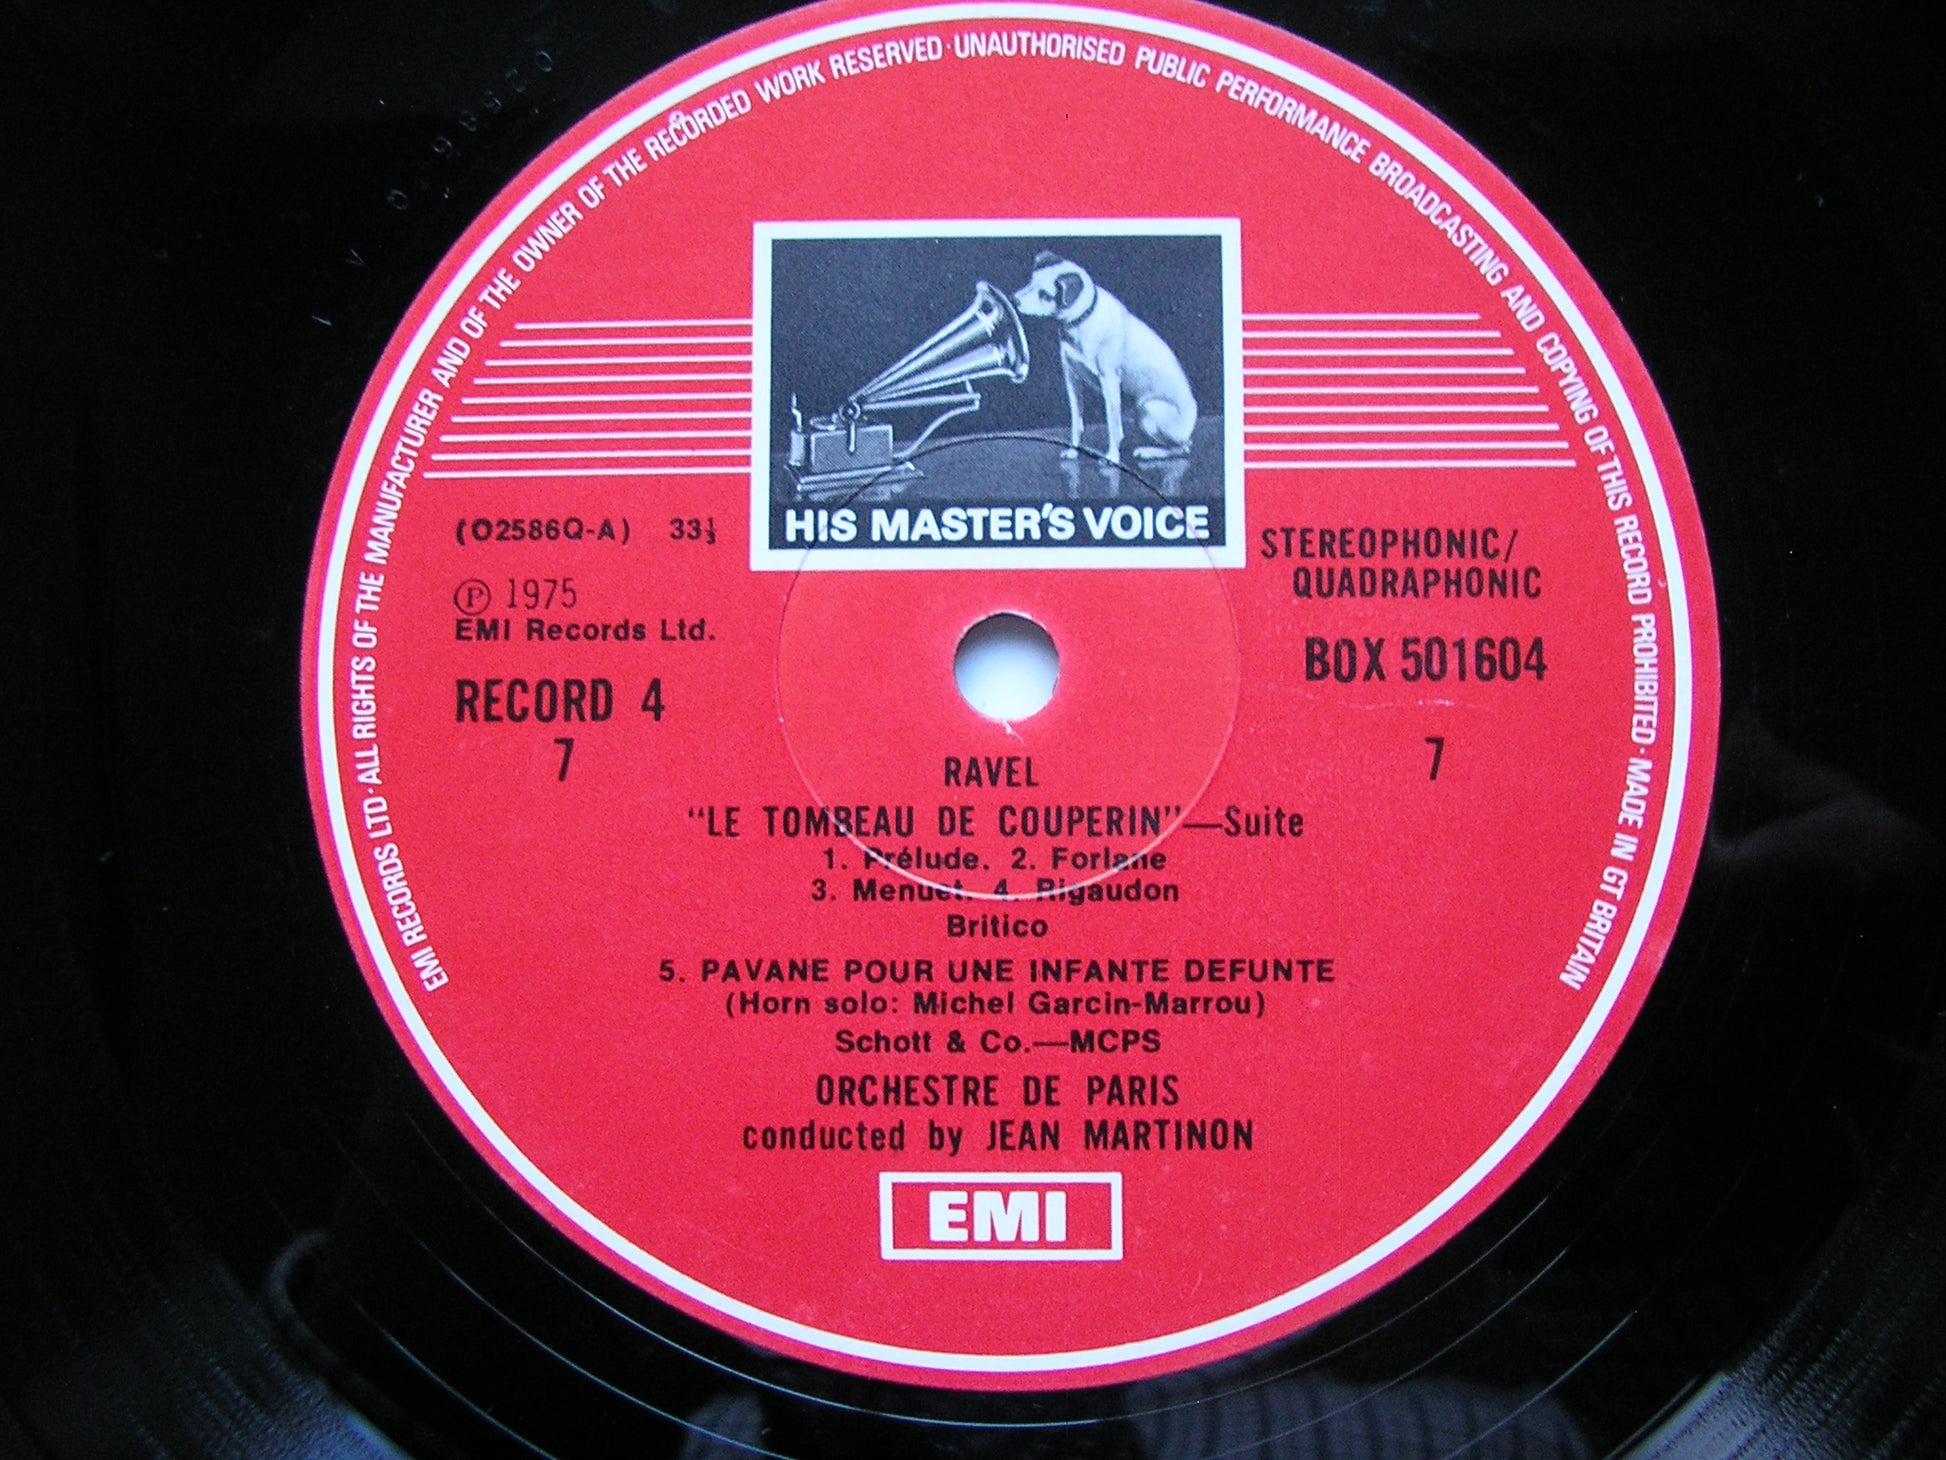 EMI RECORDS LTD · ALL RIGHTS OF THE MANUFACTURER AND OF THE OWNER OF THE RECORDED WORK RESERVED · UNAUTHORISED PUBLIC PERFORMANCE BROADCASTING AND COPYING OF THIS RECORD PROHIBITED · MADE IN GT BRITAIN
HIS MASTER'S VOICE
(02586Q-A) 33⅓
℗ 1975
EMI Records Ltd.
RECORD 4
7
STEREOPHONIC/
QUADRAPHONIC
BOX 501604
7
RAVEL
"LE TOMBEAU DE COUPERIN"—Suite
1. Prélude. 2. Forlane
3. Menuet. 4. Rigaudon
Britico
5. PAVANE POUR UNE INFANTE DEFUNTE
(Horn solo: Michel Garcin-Marrou)
Schott & Co.—MCPS
ORCHESTRE DE PARIS
conducted by JEAN MARTINON
EMI